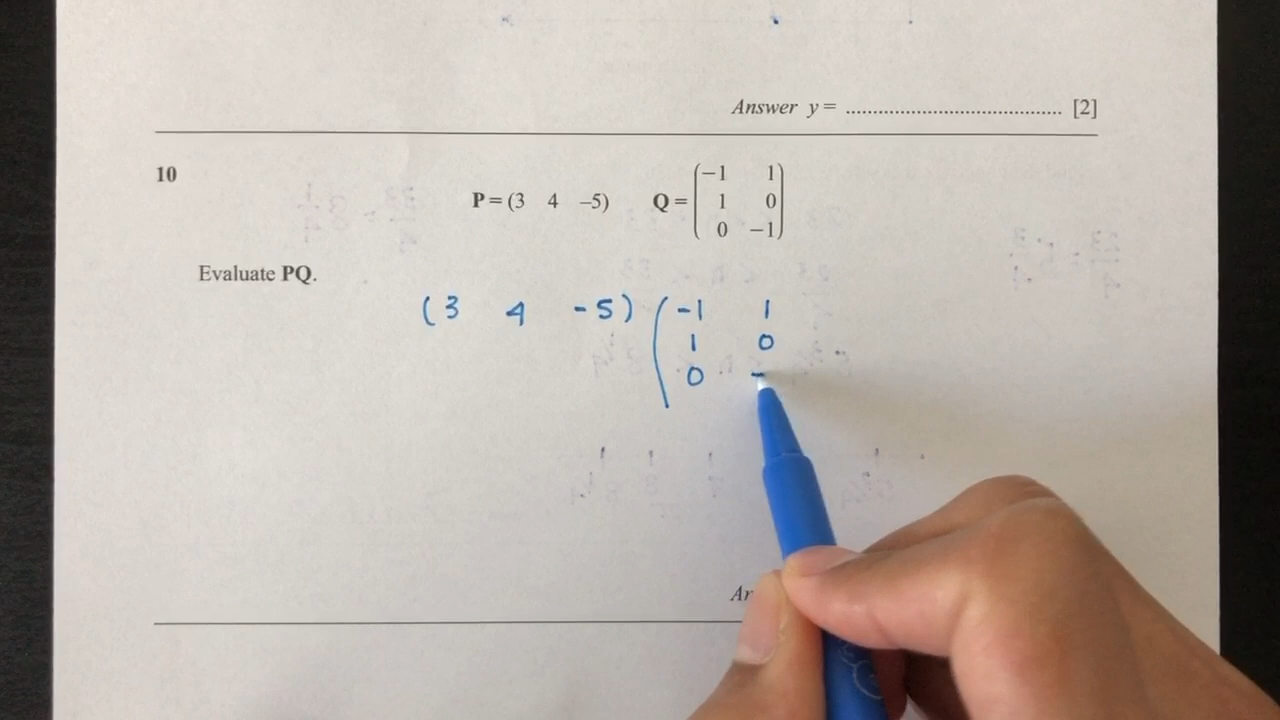 Answer y = ........................................ [2]
10
P = (3 4 –5) Q = (−1 1
1 0
0 −1)
Evaluate PQ.
(3 4 -5) (-1 1
1 0
0 -